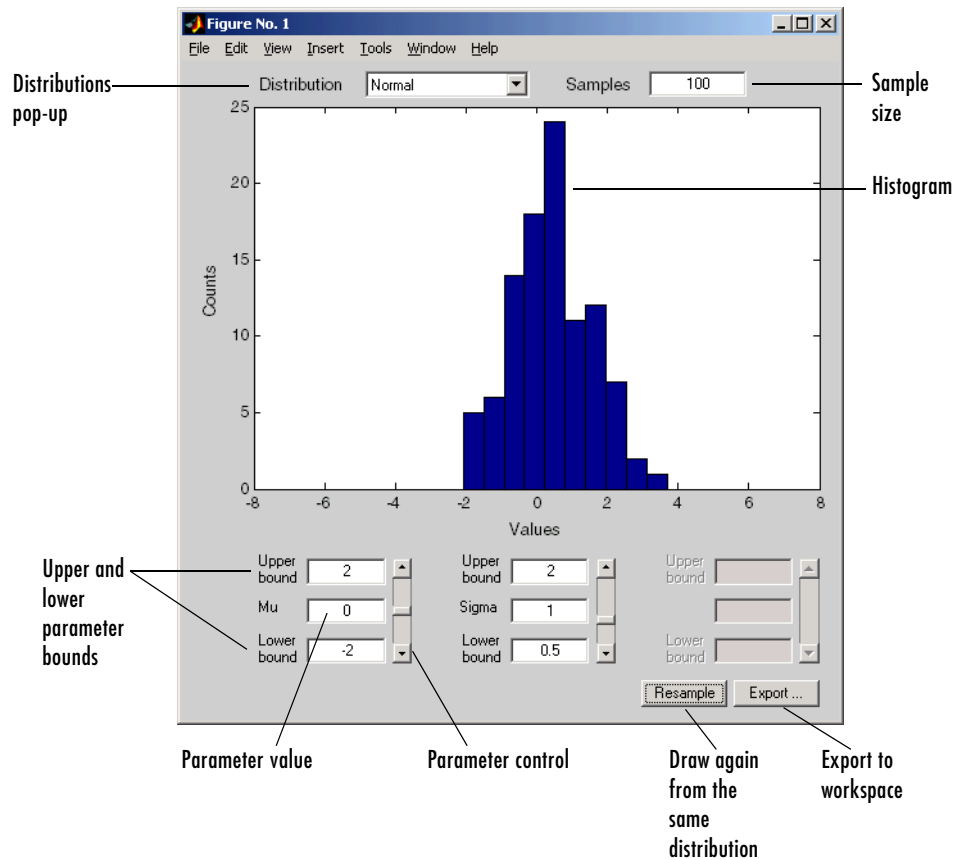 Figure No. 1
File Edit View Insert Tools Window Help
Distributions
pop-up
Distribution Normal Samples 100
Sample
size
25
20
15
10
5
0
Counts
Histogram
-8 -6 -4 -2 0 2 4 6 8
Values
Upper and
lower
parameter
bounds
Upper
bound 2
Mu 0
Lower
bound -2
Upper
bound 2
Sigma 1
Lower
bound 0.5
Upper
bound
Lower
bound
Resample Export ...
Parameter value
Parameter control
Draw again
from the
same
distribution
Export to
workspace